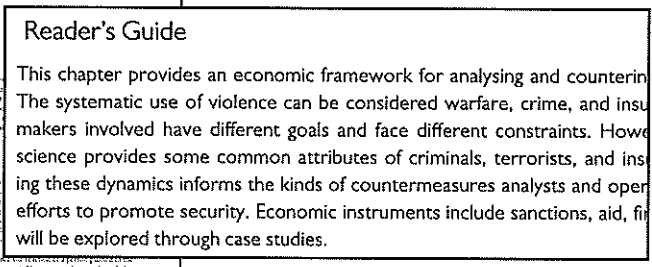 Reader's Guide
This chapter provides an economic framework for analysing and counterin
The systematic use of violence can be considered warfare, crime, and insu
makers involved have different goals and face different constraints. Howe
science provides some common attributes of criminals, terrorists, and ins
ing these dynamics informs the kinds of countermeasures analysts and oper
efforts to promote security. Economic instruments include sanctions, aid, fi
will be explored through case studies.